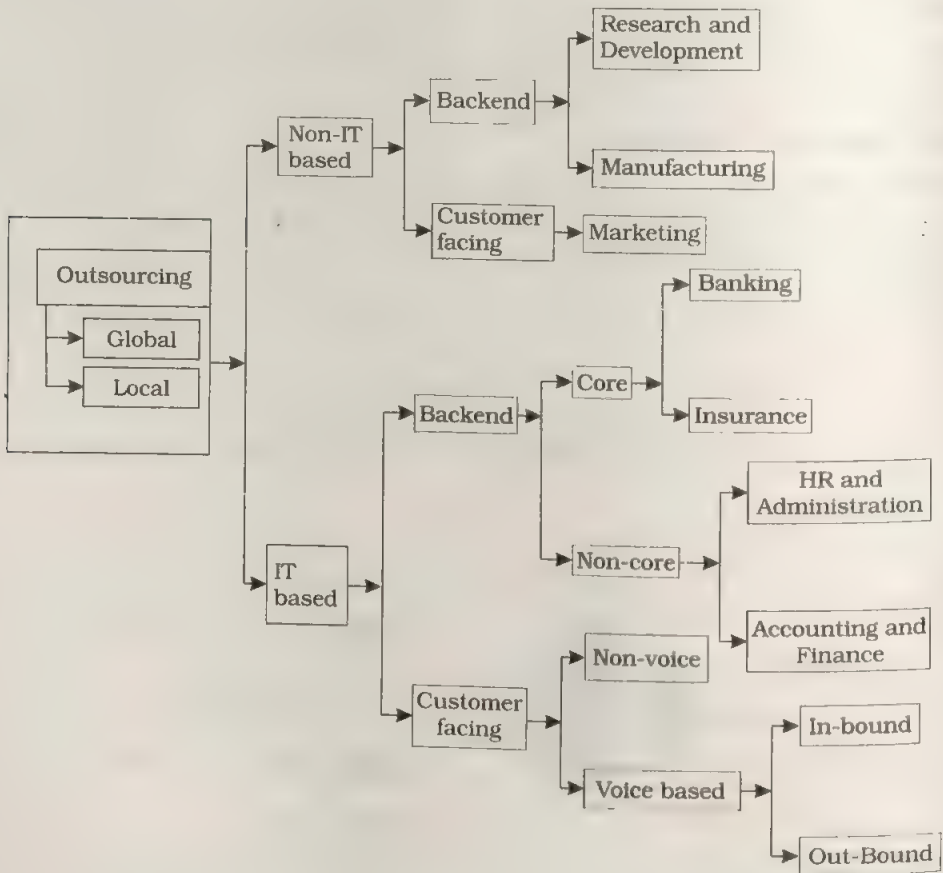 Outsourcing
Global
Local
Non-IT
based
Backend
Research and
Development
Manufacturing
Customer
facing
Marketing
IT
based
Backend
Core
Banking
Insurance
Non-core
HR and
Administration
Accounting and
Finance
Customer
facing
Non-voice
Voice based
In-bound
Out-Bound